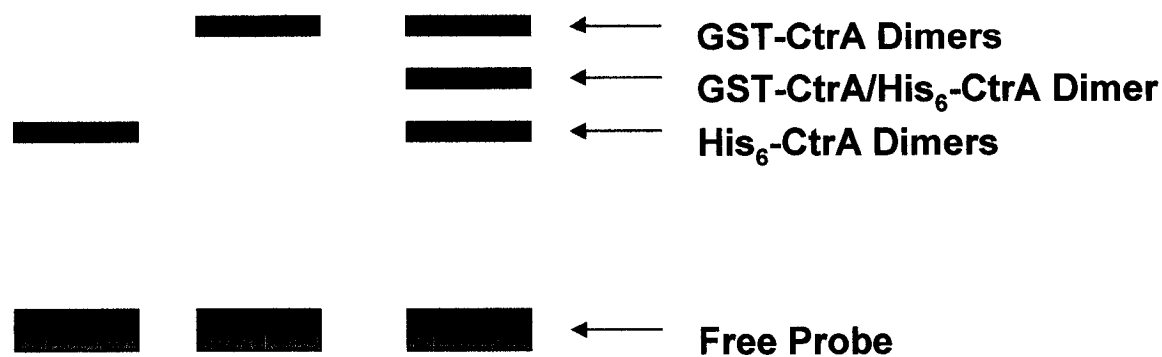 GST-CtrA Dimers
GST-CtrA/His₆-CtrA Dimer
His₆-CtrA Dimers
Free Probe